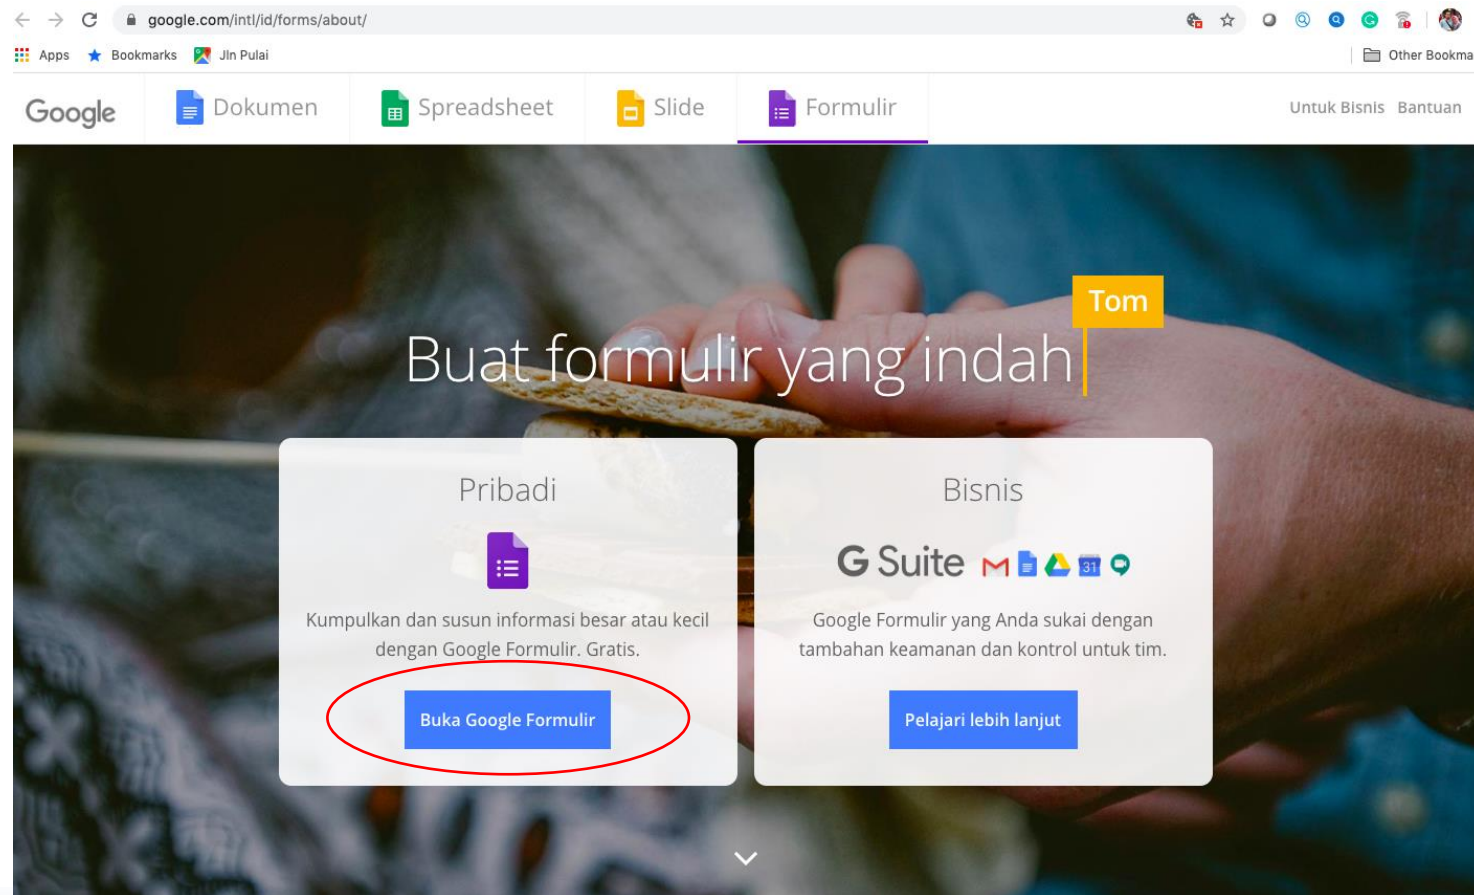 google.com/intl/id/forms/about/
Apps
Bookmarks
Jln Pulai
Other Bookma
Google
Dokumen
Spreadsheet
Slide
Formulir
Untuk Bisnis
Bantuan
Tom
Buat formulir yang indah
Pribadi
Kumpulkan dan susun informasi besar atau kecil
dengan Google Formulir. Gratis.
Buka Google Formulir
Bisnis
G Suite
31
Google Formulir yang Anda sukai dengan
tambahan keamanan dan kontrol untuk tim.
Pelajari lebih lanjut